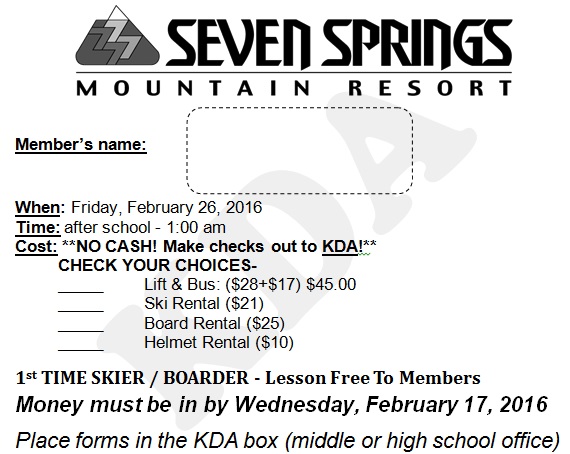 SEVEN SPRINGS
MOUNTAIN RESORT
Member's name:
When: Friday, February 26, 2016
Time: after school - 1:00 am
Cost: **NO CASH! Make checks out to KDA!**
CHECK YOUR CHOICES-
_____ Lift & Bus: ($28+$17) $45.00
_____ Ski Rental ($21)
_____ Board Rental ($25)
_____ Helmet Rental ($10)
1st TIME SKIER / BOARDER - Lesson Free To Members
Money must be in by Wednesday, February 17, 2016
Place forms in the KDA box (middle or high school office)
KDA
KDA